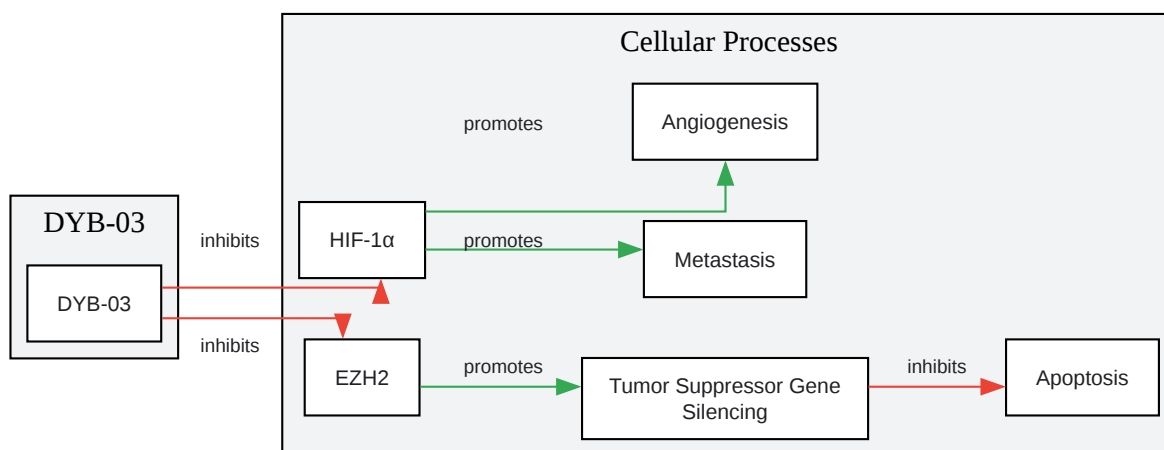 Cellular Processes
promotes
Angiogenesis
DYB-03
inhibits
HIF-1α
promotes
Metastasis
DYB-03
inhibits
EZH2
promotes
Tumor Suppressor Gene
Silencing
inhibits
Apoptosis